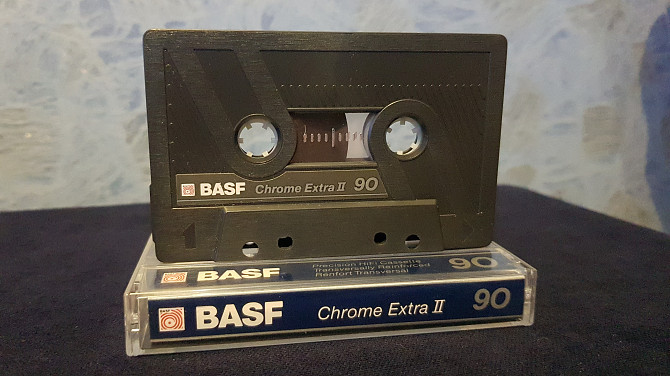 BASF Chrome Extra II 90
1
BASF
Precision HiFi Cassette
Transversally Reinforced
Renfort Transversal
90
BASF Chrome Extra II 90